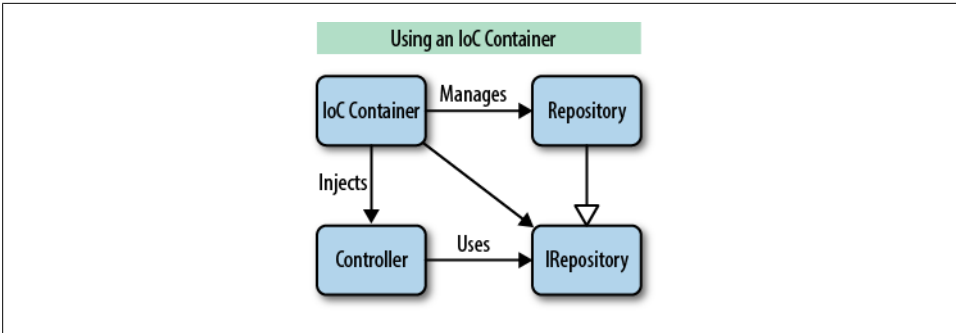 Using an IoC Container
IoC Container
Manages
Repository
Injects
Controller
Uses
IRepository